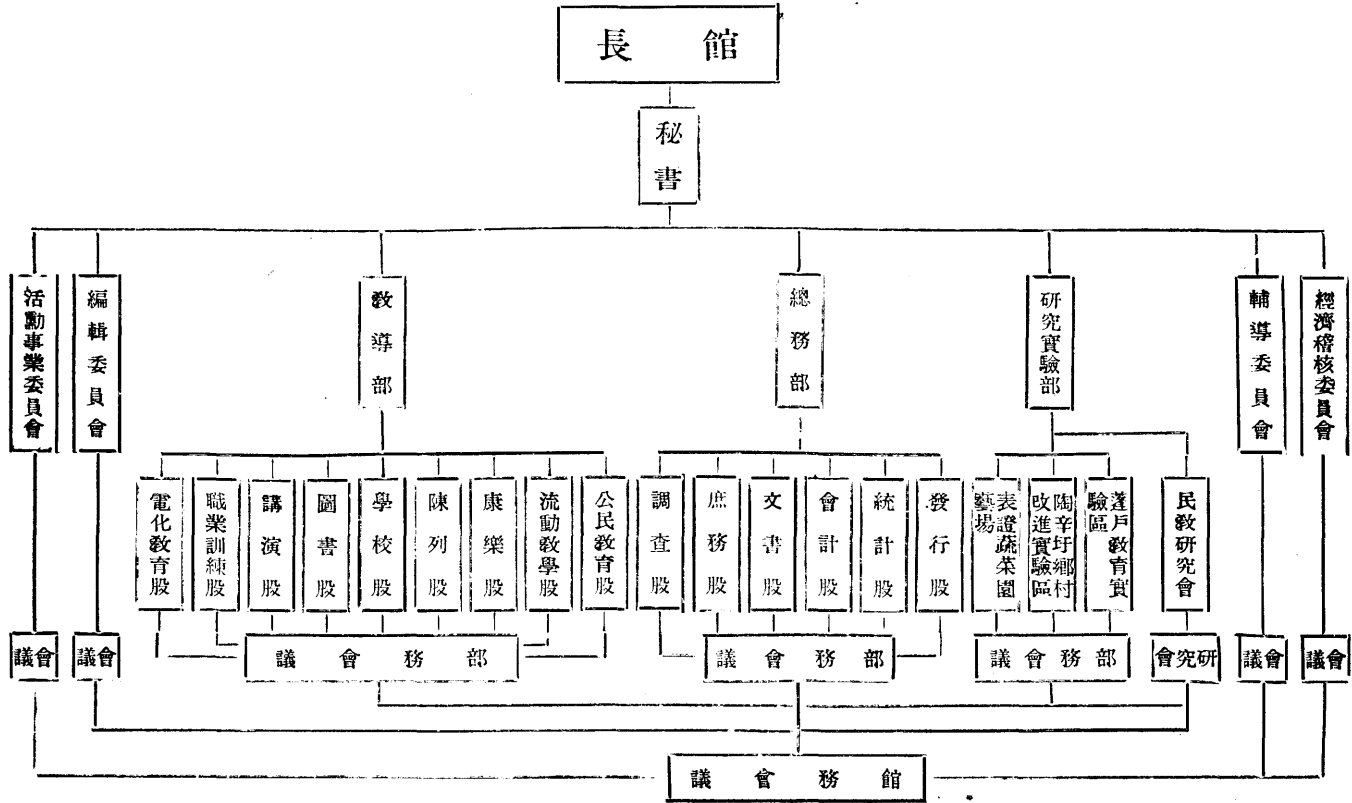 館長
秘書
經濟稽核委員會
輔導委員會
研究實驗部
總務部
敎導部
編輯委員會
活動事業委員會
民敎研究會
蓬戶敎育實
驗區
陶辛圩鄉村
改進實驗區
表證蔬菜園
藝場
發行股
統計股
會計股
文書股
庶務股
調查股
公民敎育股
流動敎學股
康樂股
陳列股
學校股
圖書股
講演股
職業訓練股
電化敎育股
會議
會議
研究會
部務會議
部務會議
部務會議
會議
會議
館務會議